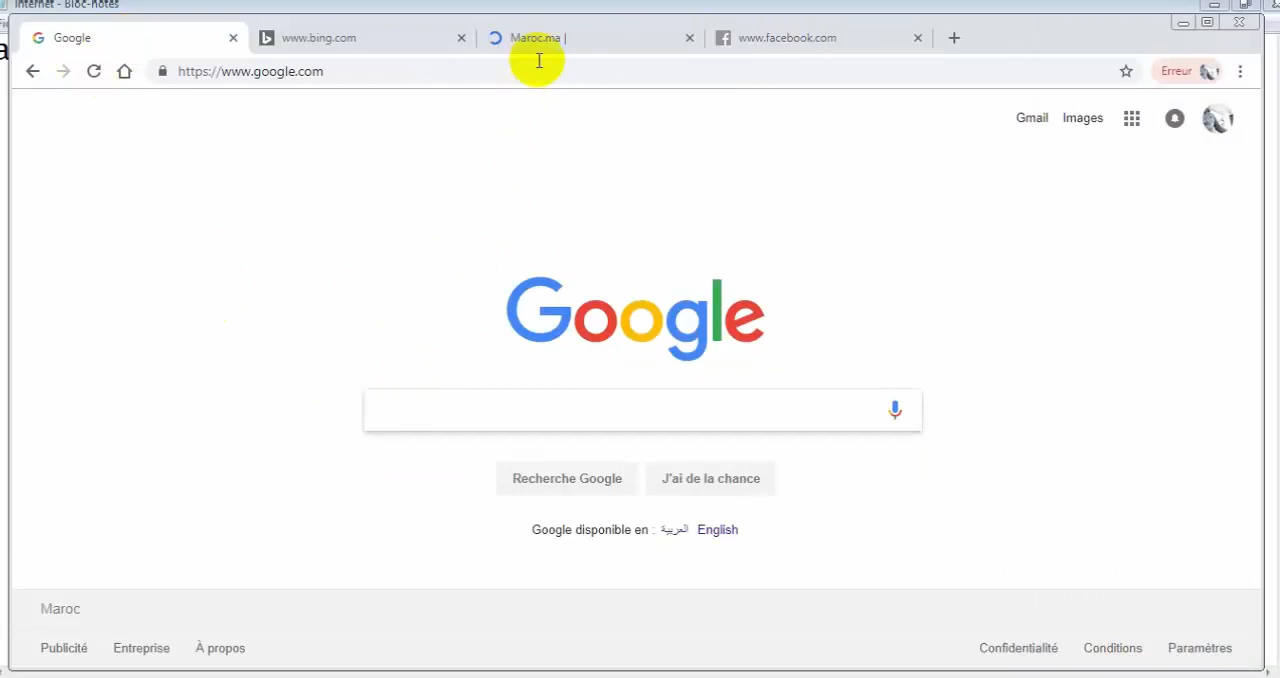 Internet - Bloc-notes
Google
www.bing.com
Maroc.ma |
www.facebook.com
https://www.google.com
Erreur
Gmail
Images
Google
Recherche Google
J'ai de la chance
Google disponible en : العربية English
Maroc
Publicité
Entreprise
À propos
Confidentialité
Conditions
Paramètres